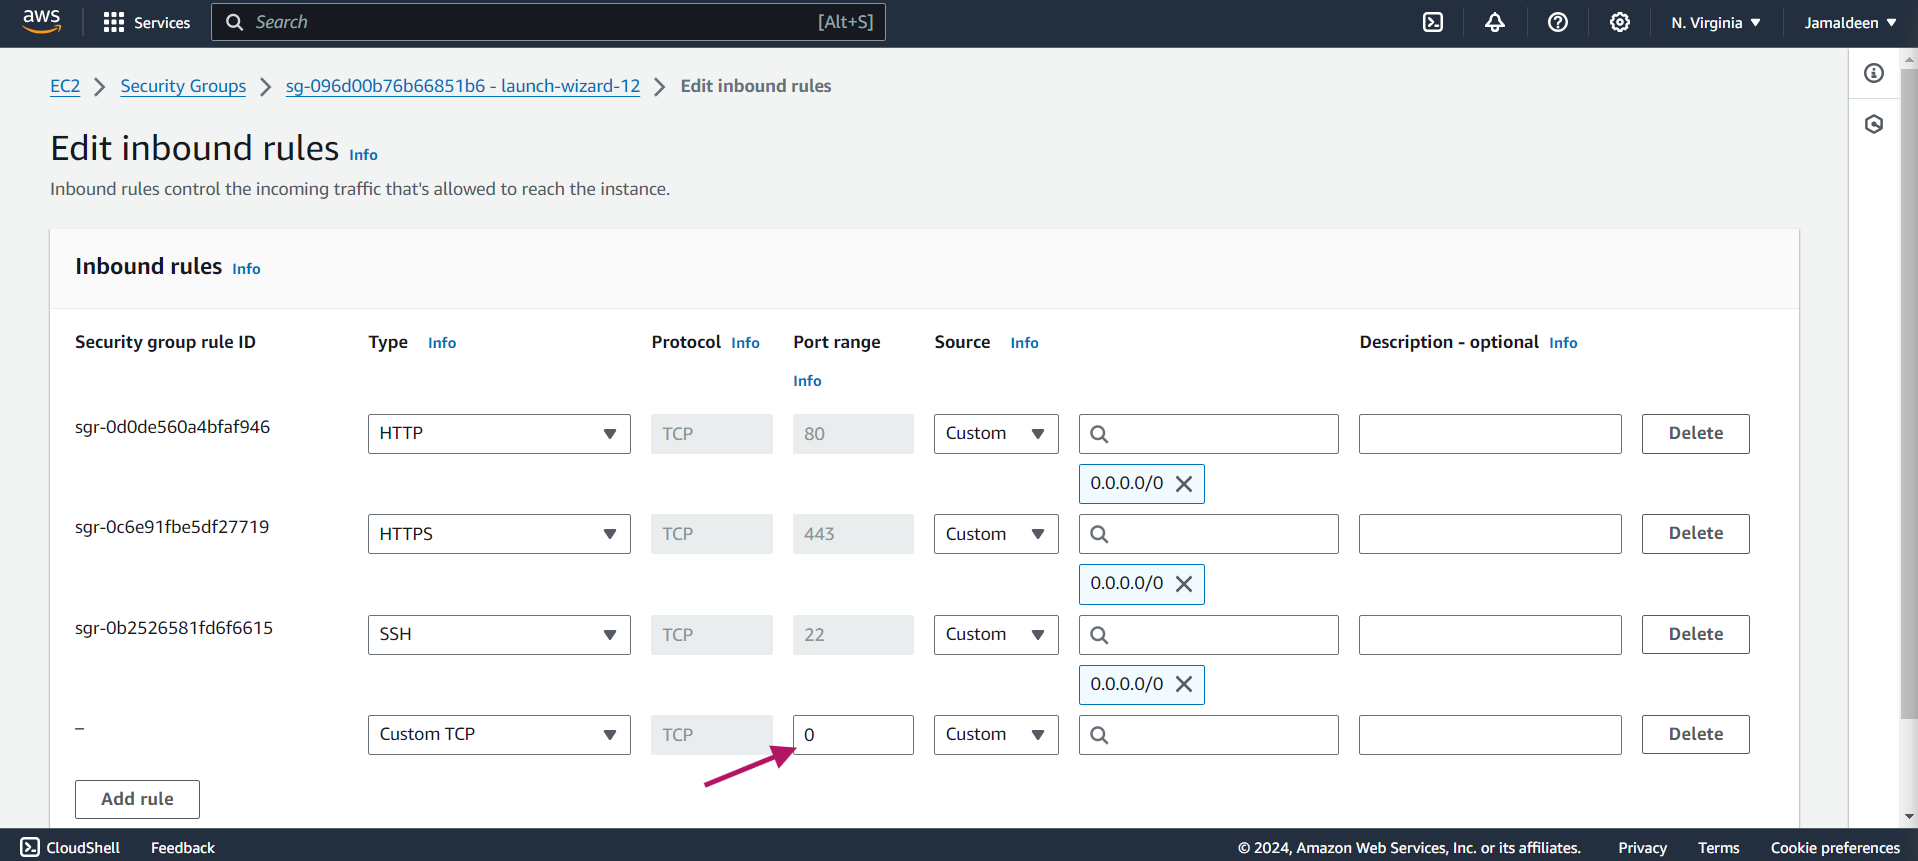 aws Services Search [Alt+S] N. Virginia Jamaldeen
EC2 Security Groups sg-096d00b76b66851b6 - launch-wizard-12 Edit inbound rules
Edit inbound rules Info
Inbound rules control the incoming traffic that's allowed to reach the instance.
Inbound rules Info
Security group rule ID Type Info Protocol Info Port range Source Info Description - optional Info
Info
sgr-0d0de560a4bfaf946 HTTP TCP 80 Custom Delete
0.0.0.0/0
sgr-0c6e91fbe5df27719 HTTPS TCP 443 Custom Delete
0.0.0.0/0
sgr-0b2526581fd6f6615 SSH TCP 22 Custom Delete
0.0.0.0/0
– Custom TCP TCP 0 Custom Delete
Add rule
CloudShell Feedback © 2024, Amazon Web Services, Inc. or its affiliates. Privacy Terms Cookie preferences